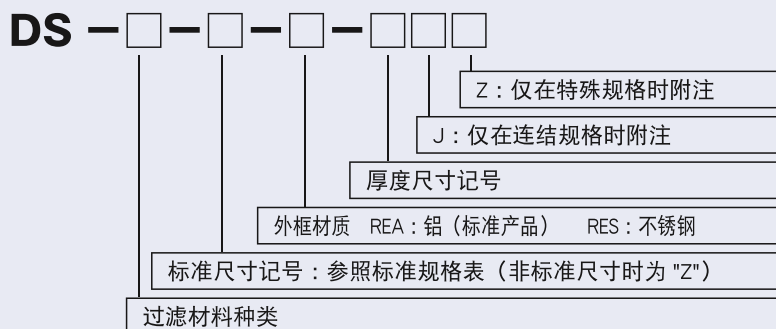 DS – □ – □ – □ – □□□
Z：仅在特殊规格时附注
J：仅在连结规格时附注
厚度尺寸记号
外框材质 REA：铝（标准产品） RES：不锈钢
标准尺寸记号：参照标准规格表（非标准尺寸时为 "Z"）
过滤材料种类